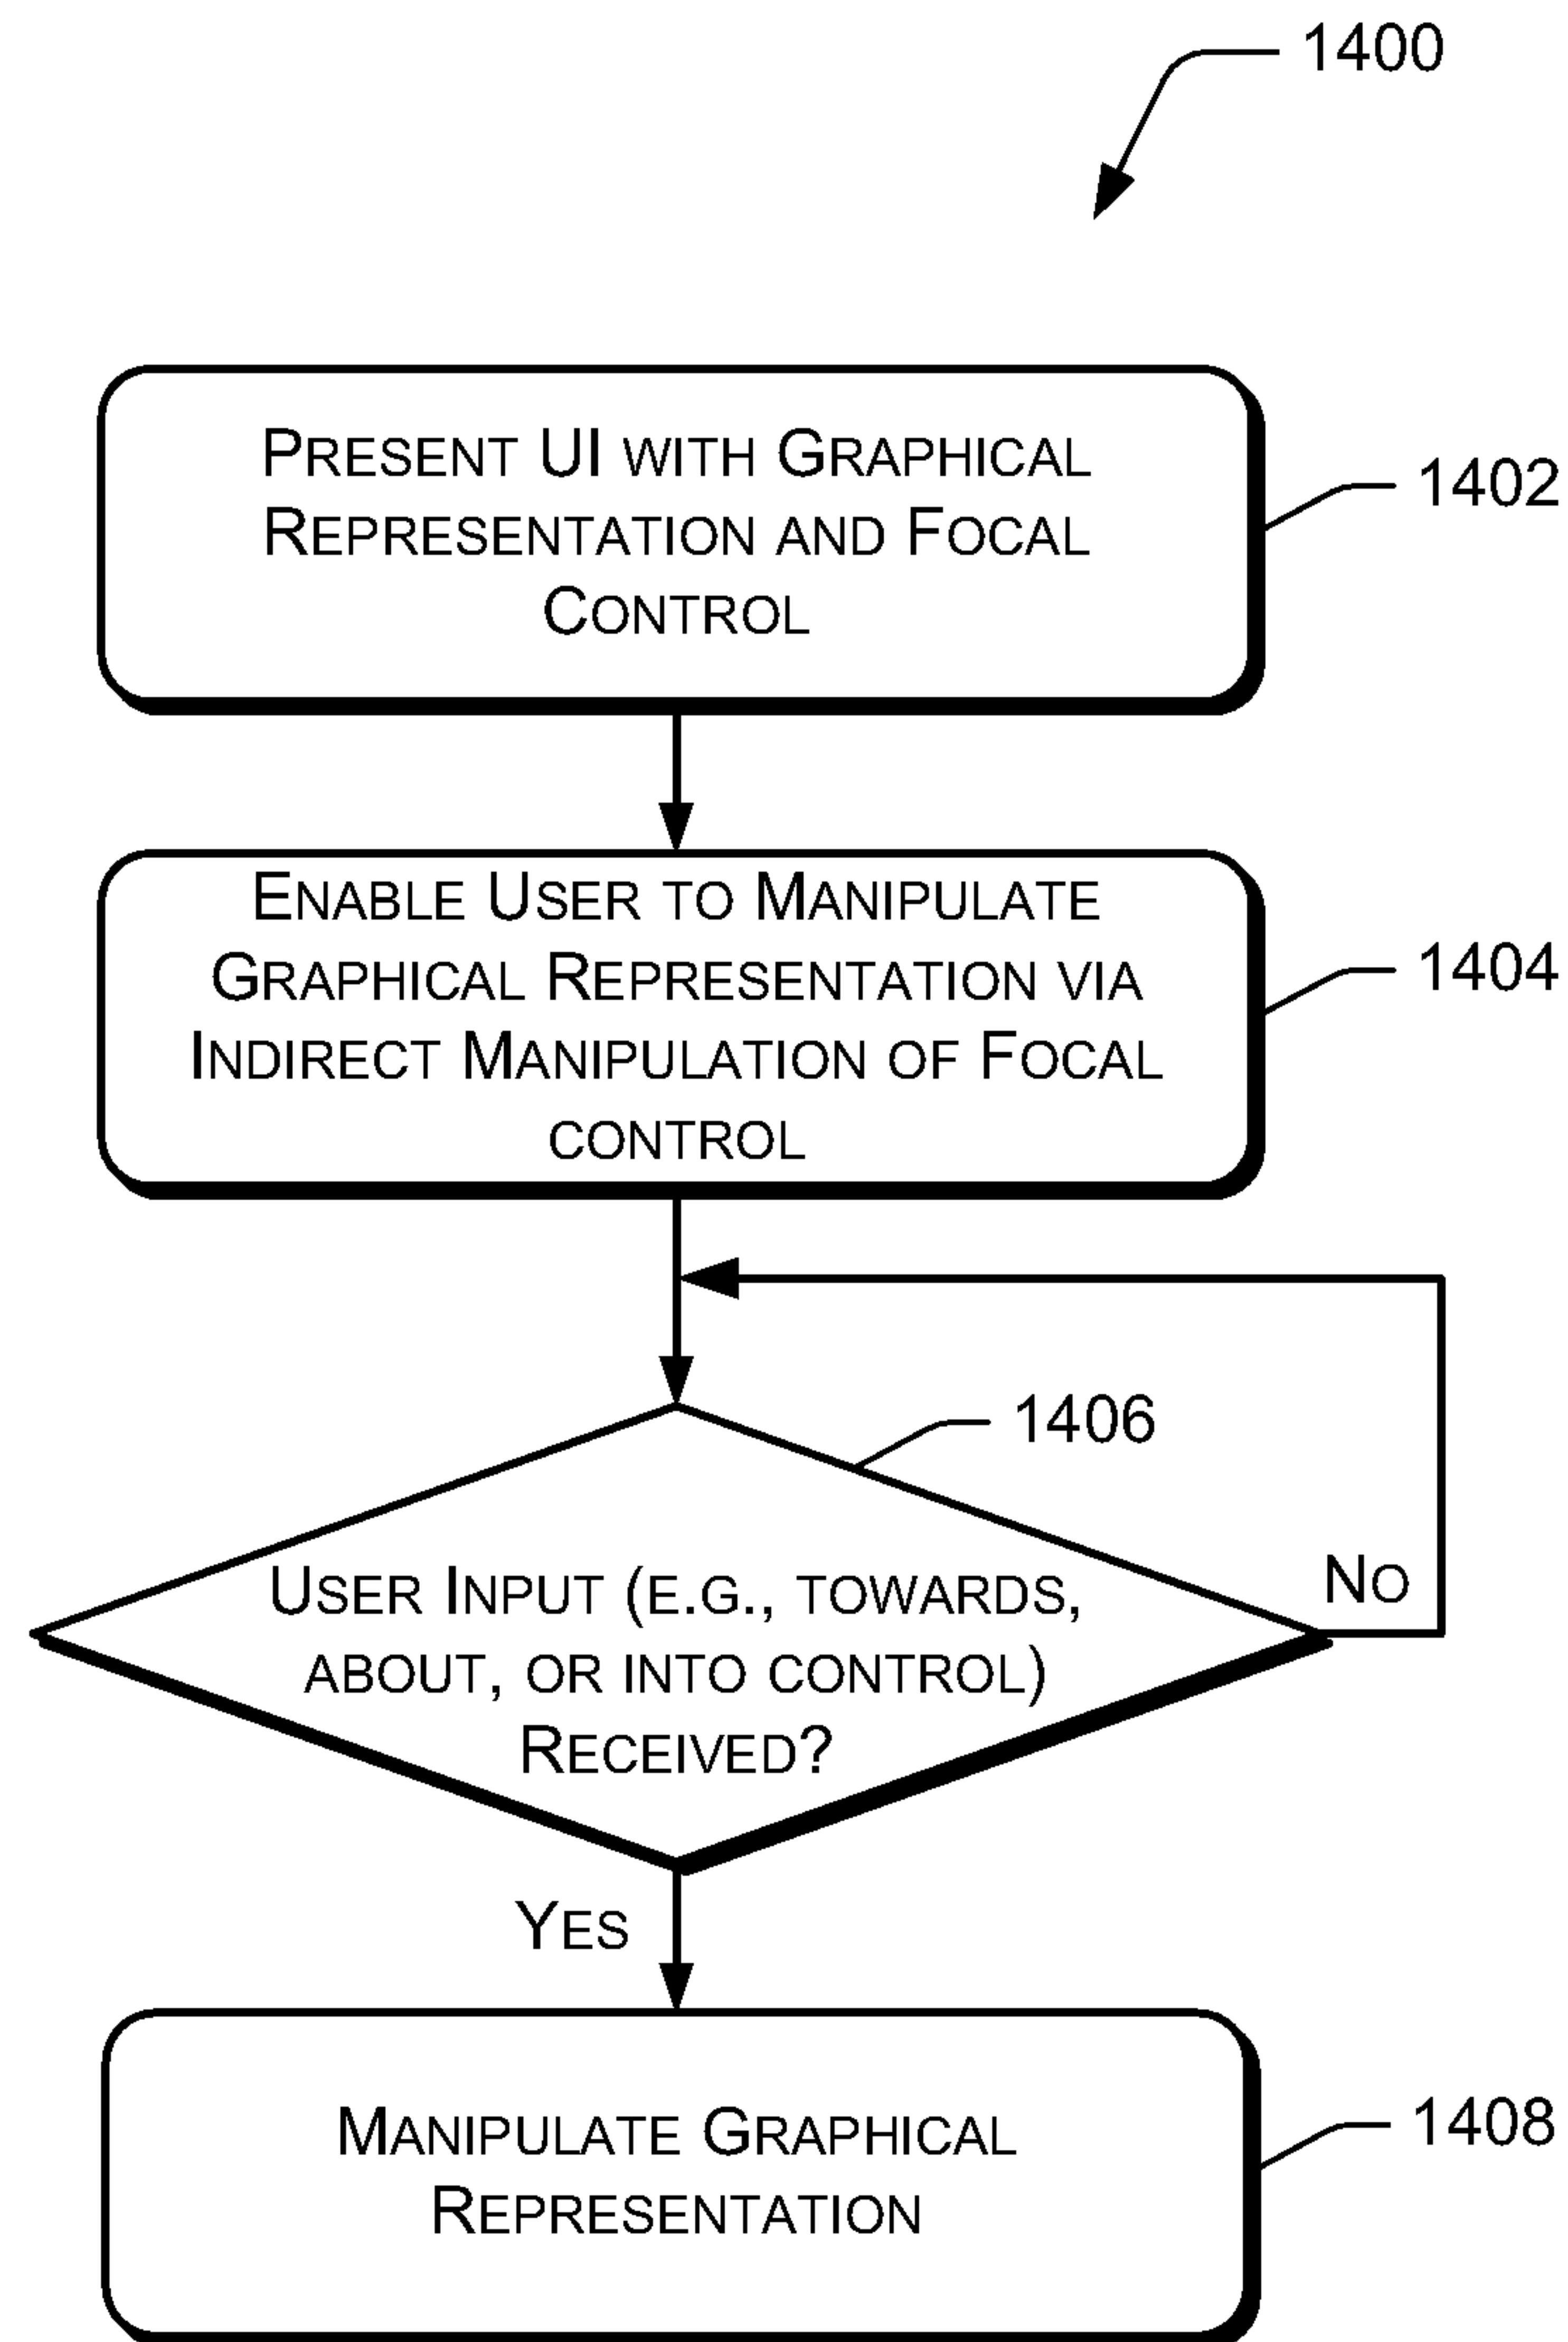 1400
Present UI with Graphical
Representation and Focal
Control
1402
Enable User to Manipulate
Graphical Representation via
Indirect Manipulation of Focal
control
1404
1406
User Input (e.g., towards,
about, or into control)
Received?
No
Yes
Manipulate Graphical
Representation
1408